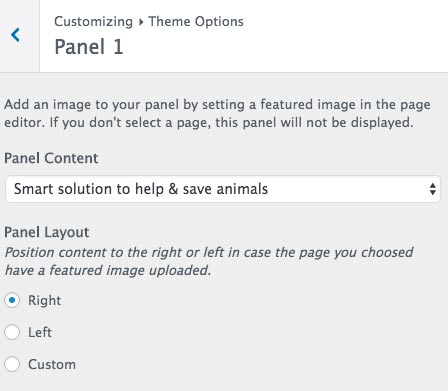 Customizing ▸ Theme Options
Panel 1
Add an image to your panel by setting a featured image in the page
editor. If you don't select a page, this panel will not be displayed.
Panel Content
Smart solution to help & save animals
Panel Layout
Position content to the right or left in case the page you choosed
have a featured image uploaded.
Right
Left
Custom